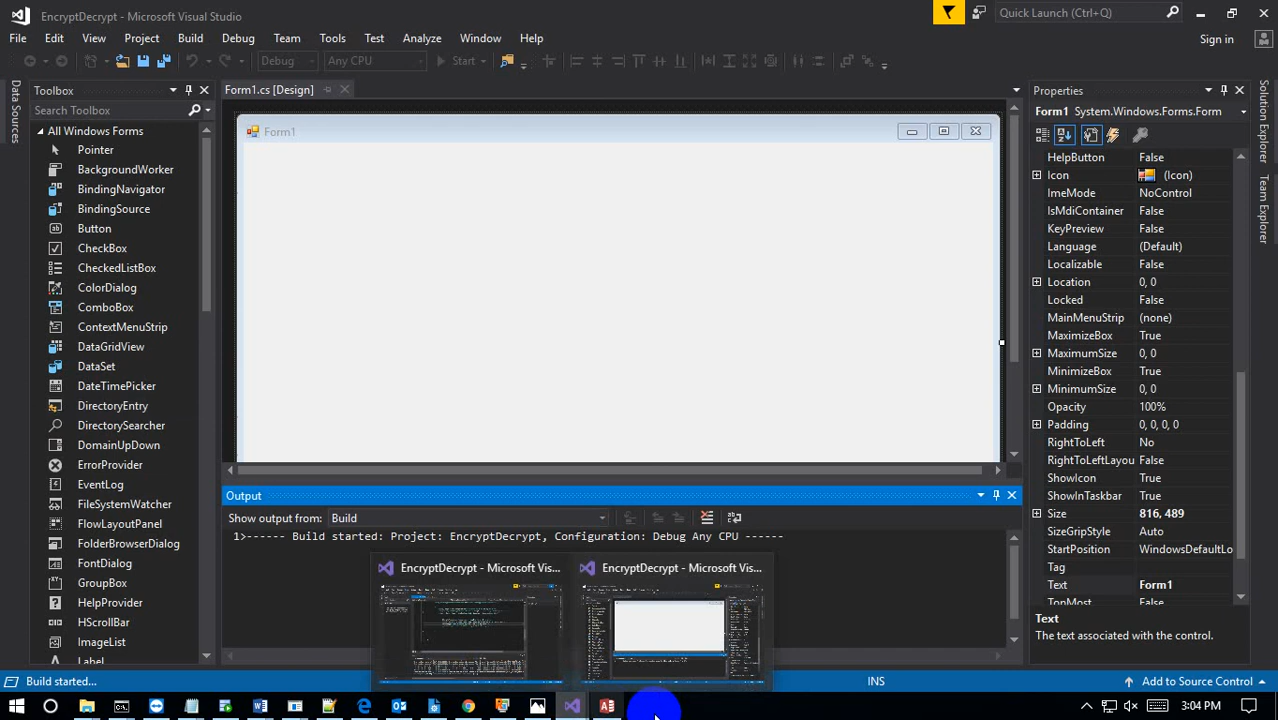 EncryptDecrypt - Microsoft Visual Studio
Quick Launch (Ctrl+Q)
File Edit View Project Build Debug Team Tools Test Analyze Window Help
Sign in
Debug Any CPU Start
Data Sources
Toolbox
Search Toolbox
All Windows Forms
Pointer
BackgroundWorker
BindingNavigator
BindingSource
Button
CheckBox
CheckedListBox
ColorDialog
ComboBox
ContextMenuStrip
DataGridView
DataSet
DateTimePicker
DirectoryEntry
DirectorySearcher
DomainUpDown
ErrorProvider
EventLog
FileSystemWatcher
FlowLayoutPanel
FolderBrowserDialog
FontDialog
GroupBox
HelpProvider
HScrollBar
ImageList
Label
Form1.cs [Design]
Form1
Output
Show output from: Build
1>------ Build started: Project: EncryptDecrypt, Configuration: Debug Any CPU ------
EncryptDecrypt - Microsoft Vis...
EncryptDecrypt - Microsoft Vis...
Properties
Form1 System.Windows.Forms.Form
HelpButton False
Icon (Icon)
ImeMode NoControl
IsMdiContainer False
KeyPreview False
Language (Default)
Localizable False
Location 0, 0
Locked False
MainMenuStrip (none)
MaximizeBox True
MaximumSize 0, 0
MinimizeBox True
MinimumSize 0, 0
Opacity 100%
Padding 0, 0, 0, 0
RightToLeft No
RightToLeftLayou False
ShowIcon True
ShowInTaskbar True
Size 816, 489
SizeGripStyle Auto
StartPosition WindowsDefaultLo
Tag
Text Form1
TopMost False
Text
The text associated with the control.
Solution Explorer
Team Explorer
Build started...
INS
Add to Source Control
3:04 PM